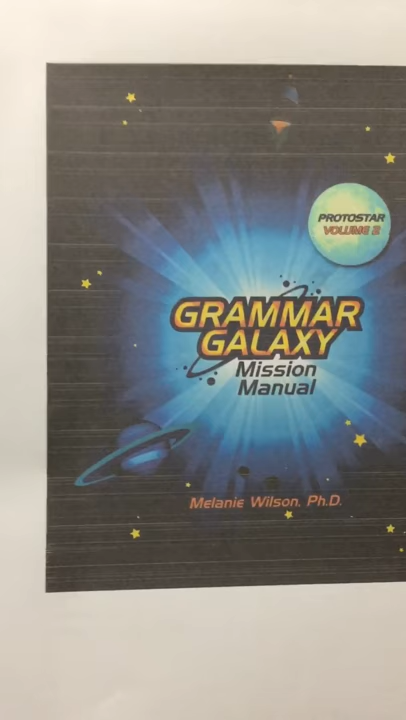 PROTOSTAR
VOLUME 2
GRAMMAR
GALAXY
Mission
Manual
Melanie Wilson, Ph.D.